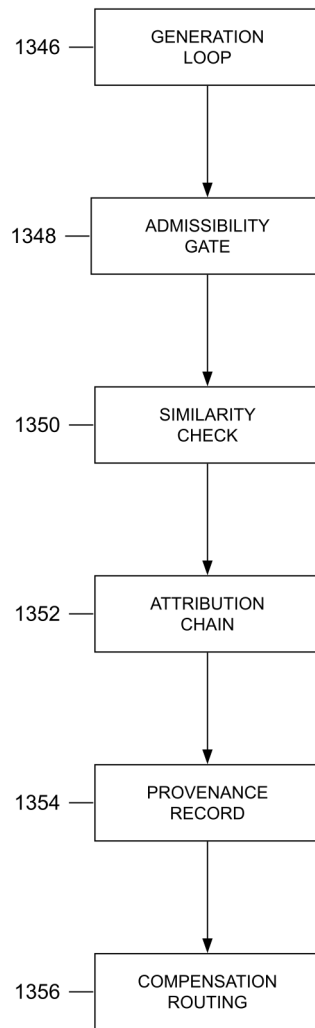 1346
GENERATION
LOOP
1348
ADMISSIBILITY
GATE
1350
SIMILARITY
CHECK
1352
ATTRIBUTION
CHAIN
1354
PROVENANCE
RECORD
1356
COMPENSATION
ROUTING